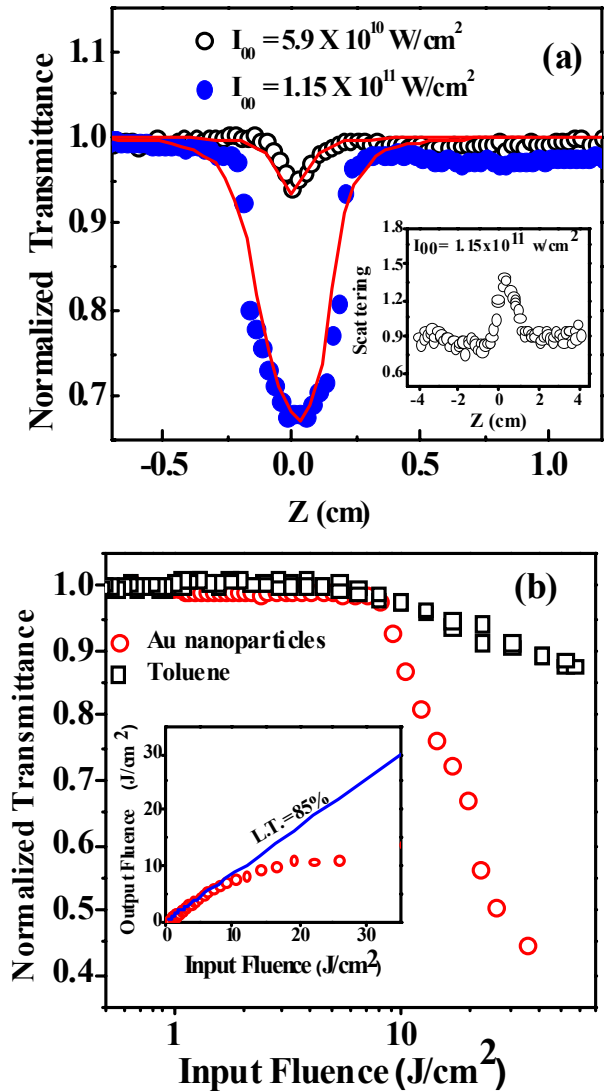 (a)
I00 = 5.9 X 10^10 W/cm^2
I00 = 1.15 X 10^11 W/cm^2
1.1
1.0
0.9
0.8
0.7
Normalized Transmittance
I00 = 1.15x10^11 w/cm^2
1.8
1.5
1.2
0.9
0.6
Scattering
-4 -2 0 2 4
Z (cm)
-0.5 0.0 0.5 1.0
Z (cm)
(b)
1.0
0.9
0.8
0.7
0.6
0.5
0.4
Normalized Transmittance
Au nanoparticles
Toluene
30
20
10
0
Output Fluence (J/cm^2)
L.T.=85%
0 10 20 30
Input Fluence (J/cm^2)
1 10
Input Fluence (J/cm^2)